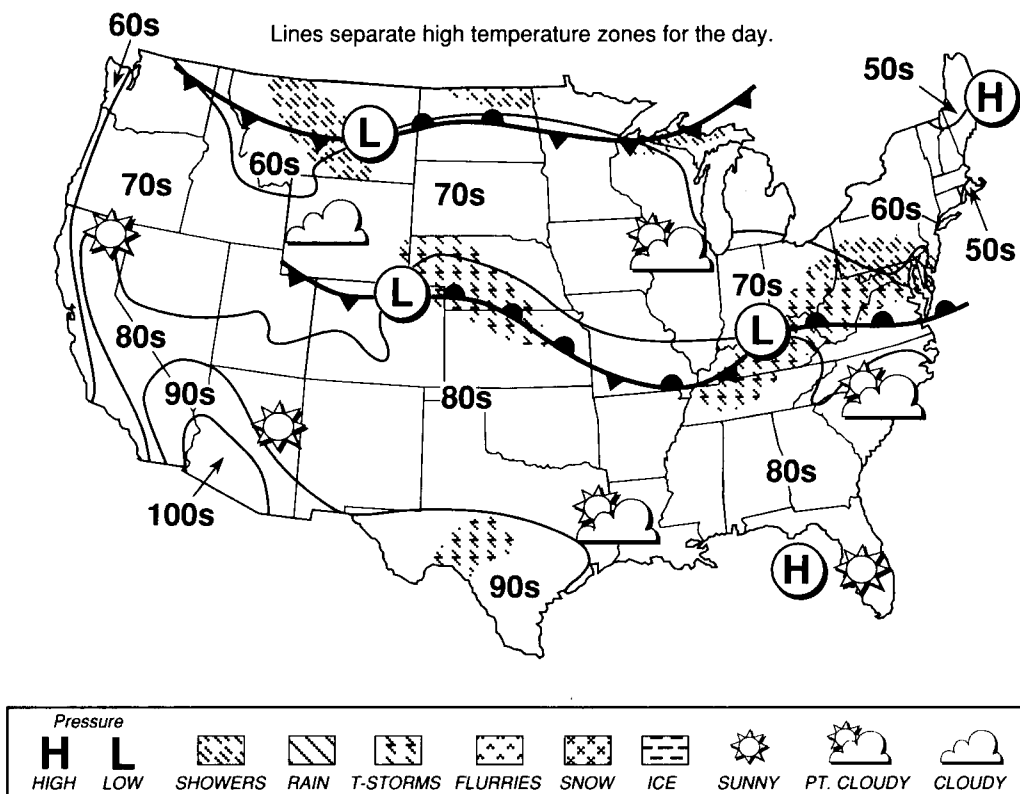 60s
Lines separate high temperature zones for the day.
50s
H
L
60s
70s
70s
60s
50s
L
70s
L
80s
90s
80s
80s
100s
H
90s
Pressure
H L
HIGH LOW SHOWERS RAIN T-STORMS FLURRIES SNOW ICE SUNNY PT. CLOUDY CLOUDY